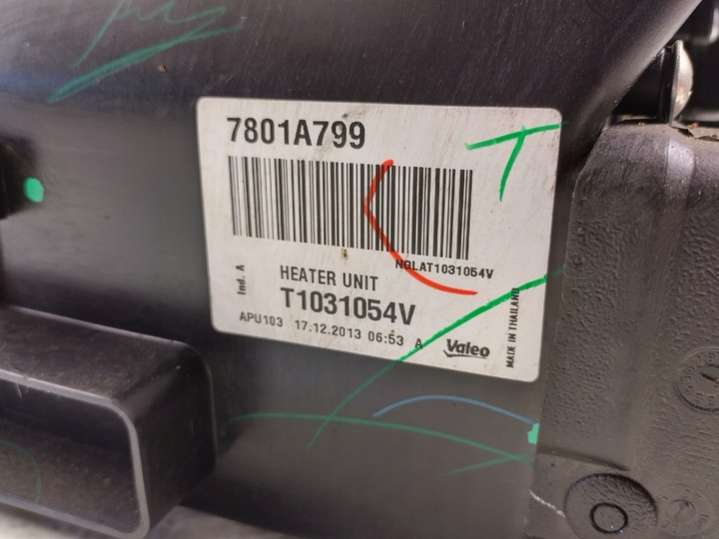 7801A799
NGLAT1031054V
Ind. A
HEATER UNIT
T1031054V
APU103 17.12.2013 06:53 A
Valeo
MADE IN THAILAND
T